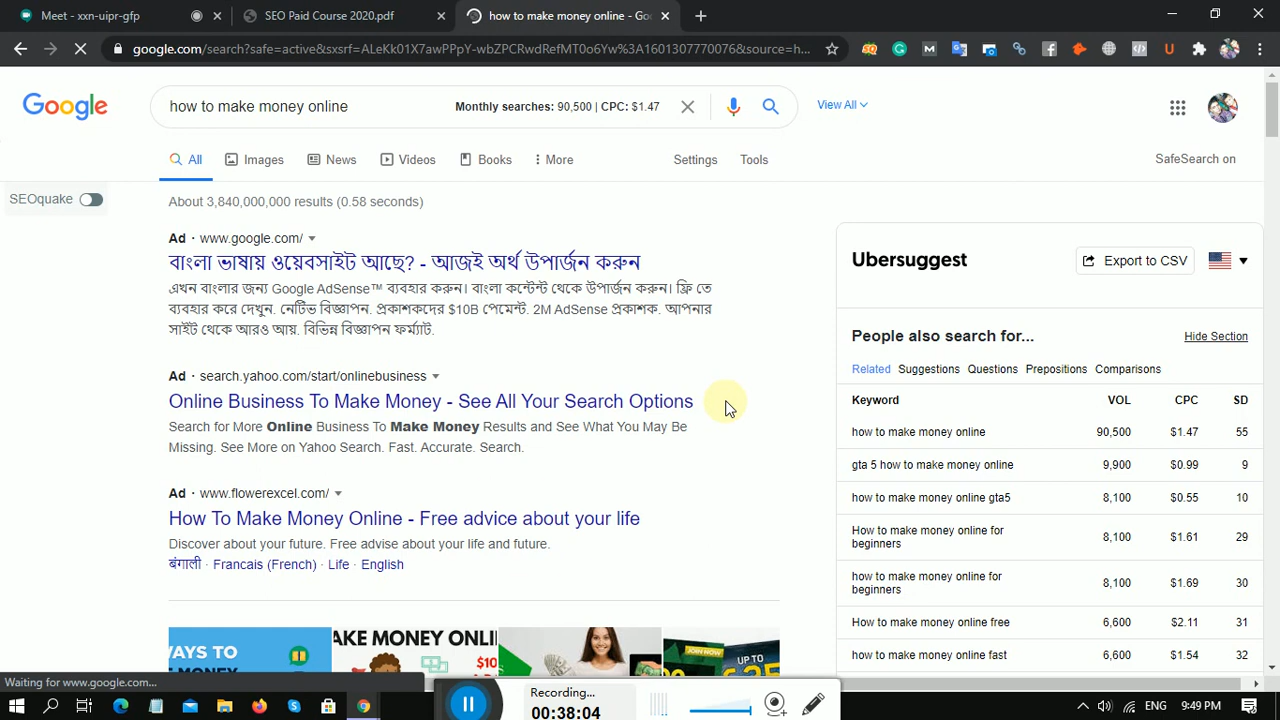 Meet - xxn-uipr-gfp
SEO Paid Course 2020.pdf
how to make money online - Go
google.com/search?safe=active&sxsrf=ALeKk01X7awPPpY-wbZPCRwdRefMT0o6Yw%3A1601307770076&source=h...
Google
how to make money online
Monthly searches: 90,500 | CPC: $1.47
View All
All
Images
News
Videos
Books
More
Settings
Tools
SafeSearch on
SEOquake
About 3,840,000,000 results (0.58 seconds)
Ad · www.google.com/
বাংলা ভাষায় ওয়েবসাইট আছে? - আজই অর্থ উপার্জন করুন
এখন বাংলার জন্য Google AdSense™ ব্যবহার করুন। বাংলা কন্টেন্ট থেকে উপার্জন করুন। ফ্রি তে
ব্যবহার করে দেখুন. নেটিভ বিজ্ঞাপন. প্রকাশকদের $10B পেমেন্ট. 2M AdSense প্রকাশক. আপনার
সাইট থেকে আরও আয়. বিভিন্ন বিজ্ঞাপন ফর্ম্যাট.
Ad · search.yahoo.com/start/onlinebusiness
Online Business To Make Money - See All Your Search Options
Search for More Online Business To Make Money Results and See What You May Be
Missing. See More on Yahoo Search. Fast. Accurate. Search.
Ad · www.flowerexcel.com/
How To Make Money Online - Free advice about your life
Discover about your future. Free advise about your life and future.
बंगाली · Francais (French) · Life · English
WAYS TO
AKE MONEY ONLI
$10
JOIN NOW
UP TO
Ubersuggest
Export to CSV
People also search for...
Hide Section
Related Suggestions Questions Prepositions Comparisons
Keyword VOL CPC SD
how to make money online 90,500 $1.47 55
gta 5 how to make money online 9,900 $0.99 9
how to make money online gta5 8,100 $0.55 10
How to make money online for
beginners 8,100 $1.61 29
how to make money online for
beginners 8,100 $1.69 30
How to make money online free 6,600 $2.11 31
how to make money online fast 6,600 $1.54 32
Waiting for www.google.com...
Recording...
00:38:04
ENG
9:49 PM